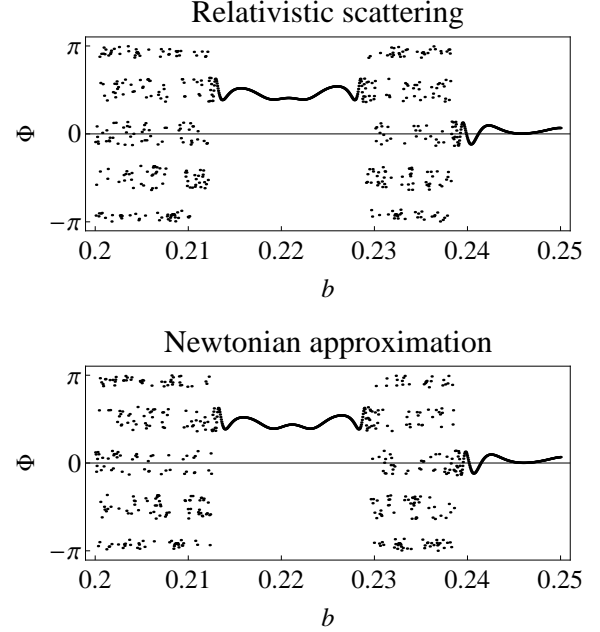 Relativistic scattering
π
Φ
0
−π
0.2 0.21 0.22 0.23 0.24 0.25
b
Newtonian approximation
π
Φ
0
−π
0.2 0.21 0.22 0.23 0.24 0.25
b